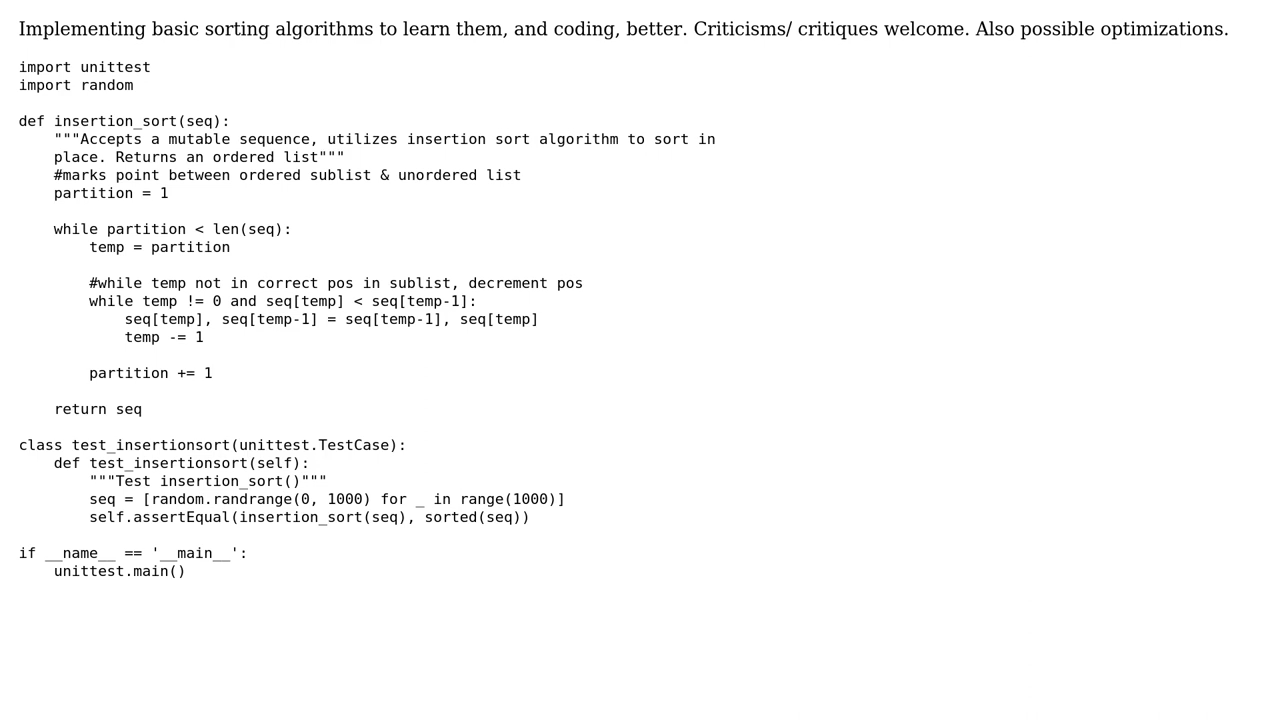 Implementing basic sorting algorithms to learn them, and coding, better. Criticisms/ critiques welcome. Also possible optimizations.
import unittest
import random
def insertion_sort(seq):
    """Accepts a mutable sequence, utilizes insertion sort algorithm to sort in
    place. Returns an ordered list"""
    #marks point between ordered sublist & unordered list
    partition = 1
    while partition < len(seq):
        temp = partition
        #while temp not in correct pos in sublist, decrement pos
        while temp != 0 and seq[temp] < seq[temp-1]:
            seq[temp], seq[temp-1] = seq[temp-1], seq[temp]
            temp -= 1
        partition += 1
    return seq
class test_insertionsort(unittest.TestCase):
    def test_insertionsort(self):
        """Test insertion_sort()"""
        seq = [random.randrange(0, 1000) for _ in range(1000)]
        self.assertEqual(insertion_sort(seq), sorted(seq))
if __name__ == '__main__':
    unittest.main()